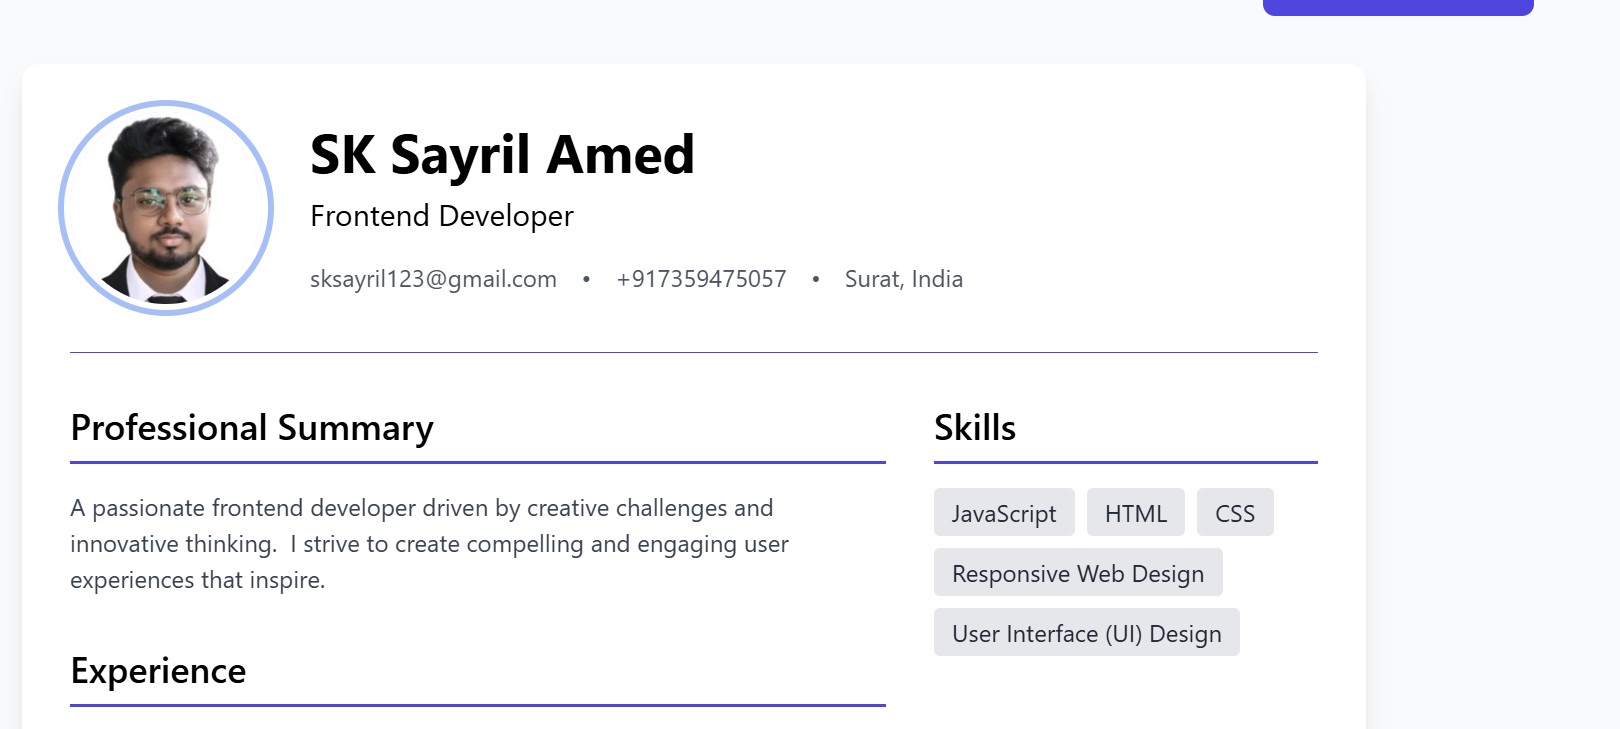 SK Sayril Amed
Frontend Developer
sksayril123@gmail.com • +917359475057 • Surat, India
Professional Summary
A passionate frontend developer driven by creative challenges and
innovative thinking.  I strive to create compelling and engaging user
experiences that inspire.
Experience
Skills
JavaScript HTML CSS
Responsive Web Design
User Interface (UI) Design